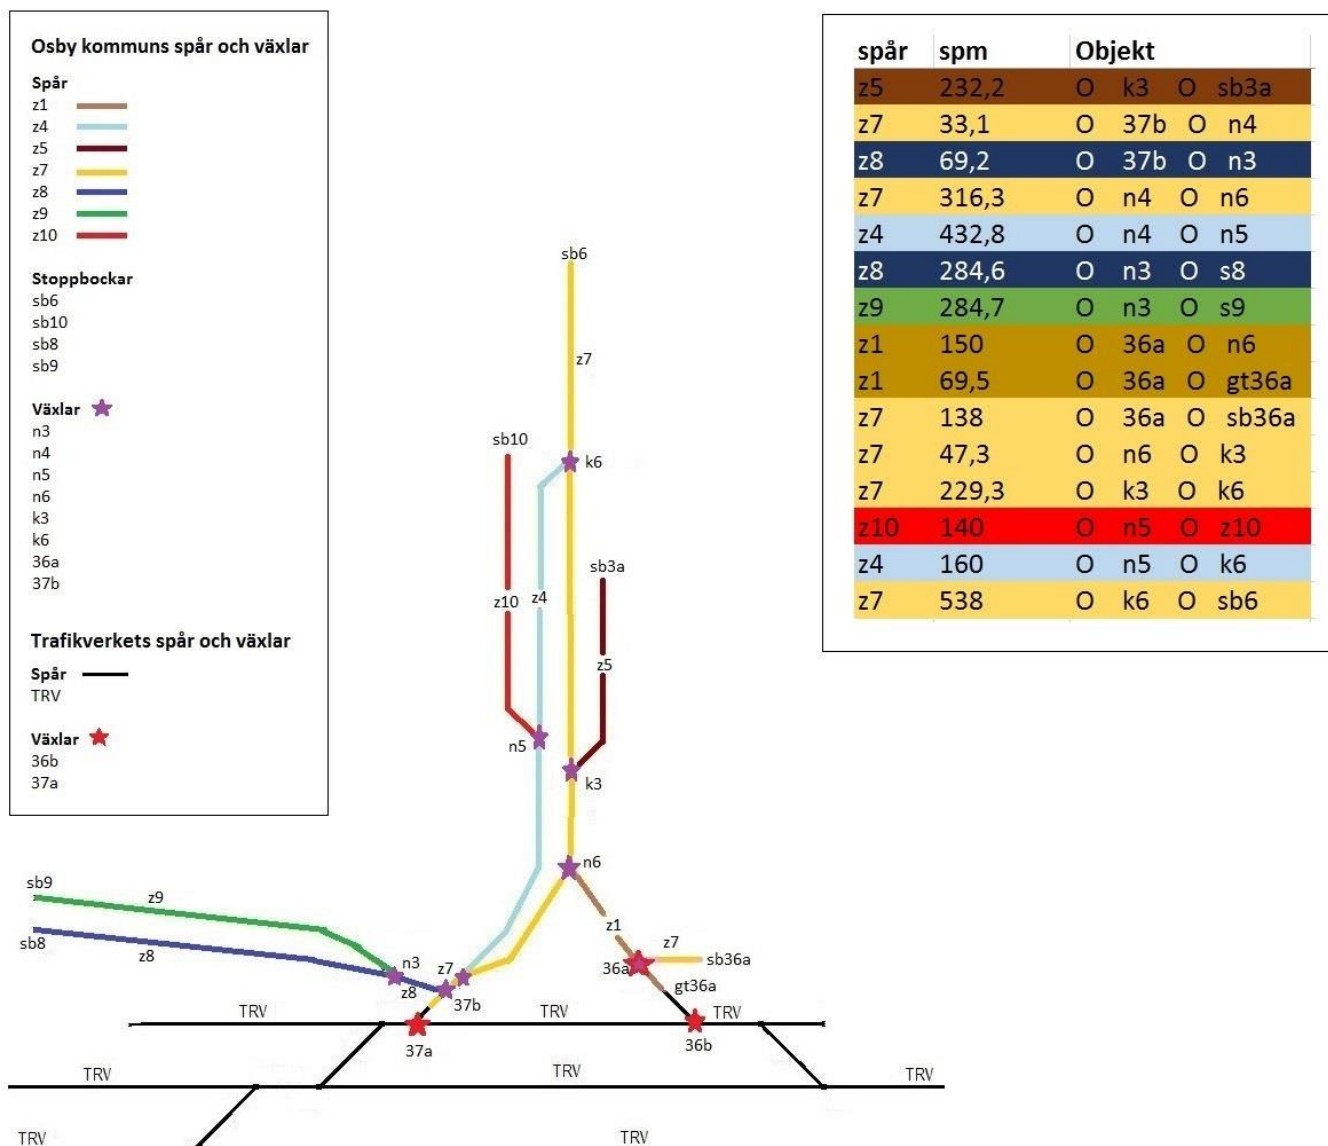 Osby kommuns spår och växlar
Spår
z1
z4
z5
z7
z8
z9
z10
Stoppbockar
sb6
sb10
sb8
sb9
Växlar
n3
n4
n5
n6
k3
k6
36a
37b
Trafikverkets spår och växlar
Spår
TRV
Växlar
36b
37a
spår spm Objekt
z5 232,2 O k3 O sb3a
z7 33,1 O 37b O n4
z8 69,2 O 37b O n3
z7 316,3 O n4 O n6
z4 432,8 O n4 O n5
z8 284,6 O n3 O s8
z9 284,7 O n3 O s9
z1 150 O 36a O n6
z1 69,5 O 36a O gt36a
z7 138 O 36a O sb36a
z7 47,3 O n6 O k3
z7 229,3 O k3 O k6
z10 140 O n5 O z10
z4 160 O n5 O k6
z7 538 O k6 O sb6
sb6
z7
sb10
k6
sb3a
z10 z4
z5
n5
k3
n6
sb9
z9
z1
sb8
z8
z7
sb36a
n3
z7
36a
z8
37b
gt36a
TRV TRV TRV
37a
36b
TRV TRV TRV
TRV TRV